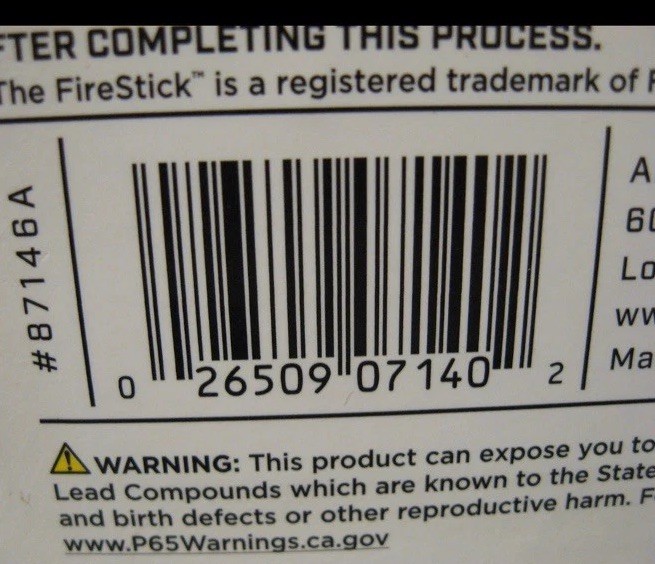 FTER COMPLETING THIS PROCESS.
The FireStick™ is a registered trademark of F
#87146A
0 26509 07140 2
A
60
Lo
ww
Ma
⚠ WARNING: This product can expose you to
Lead Compounds which are known to the State
and birth defects or other reproductive harm. F
www.P65Warnings.ca.gov